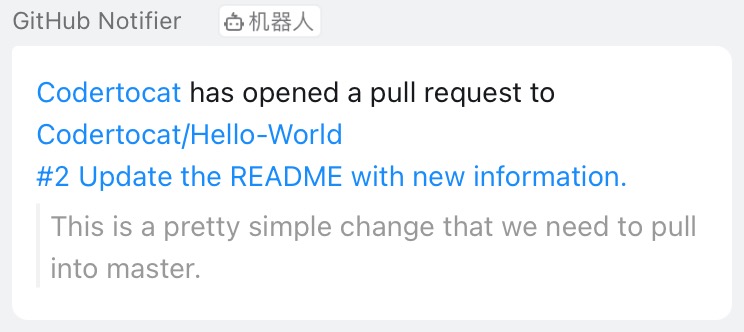 GitHub Notifier 机器人
Codertocat has opened a pull request to
Codertocat/Hello-World
#2 Update the README with new information.
This is a pretty simple change that we need to pull
into master.